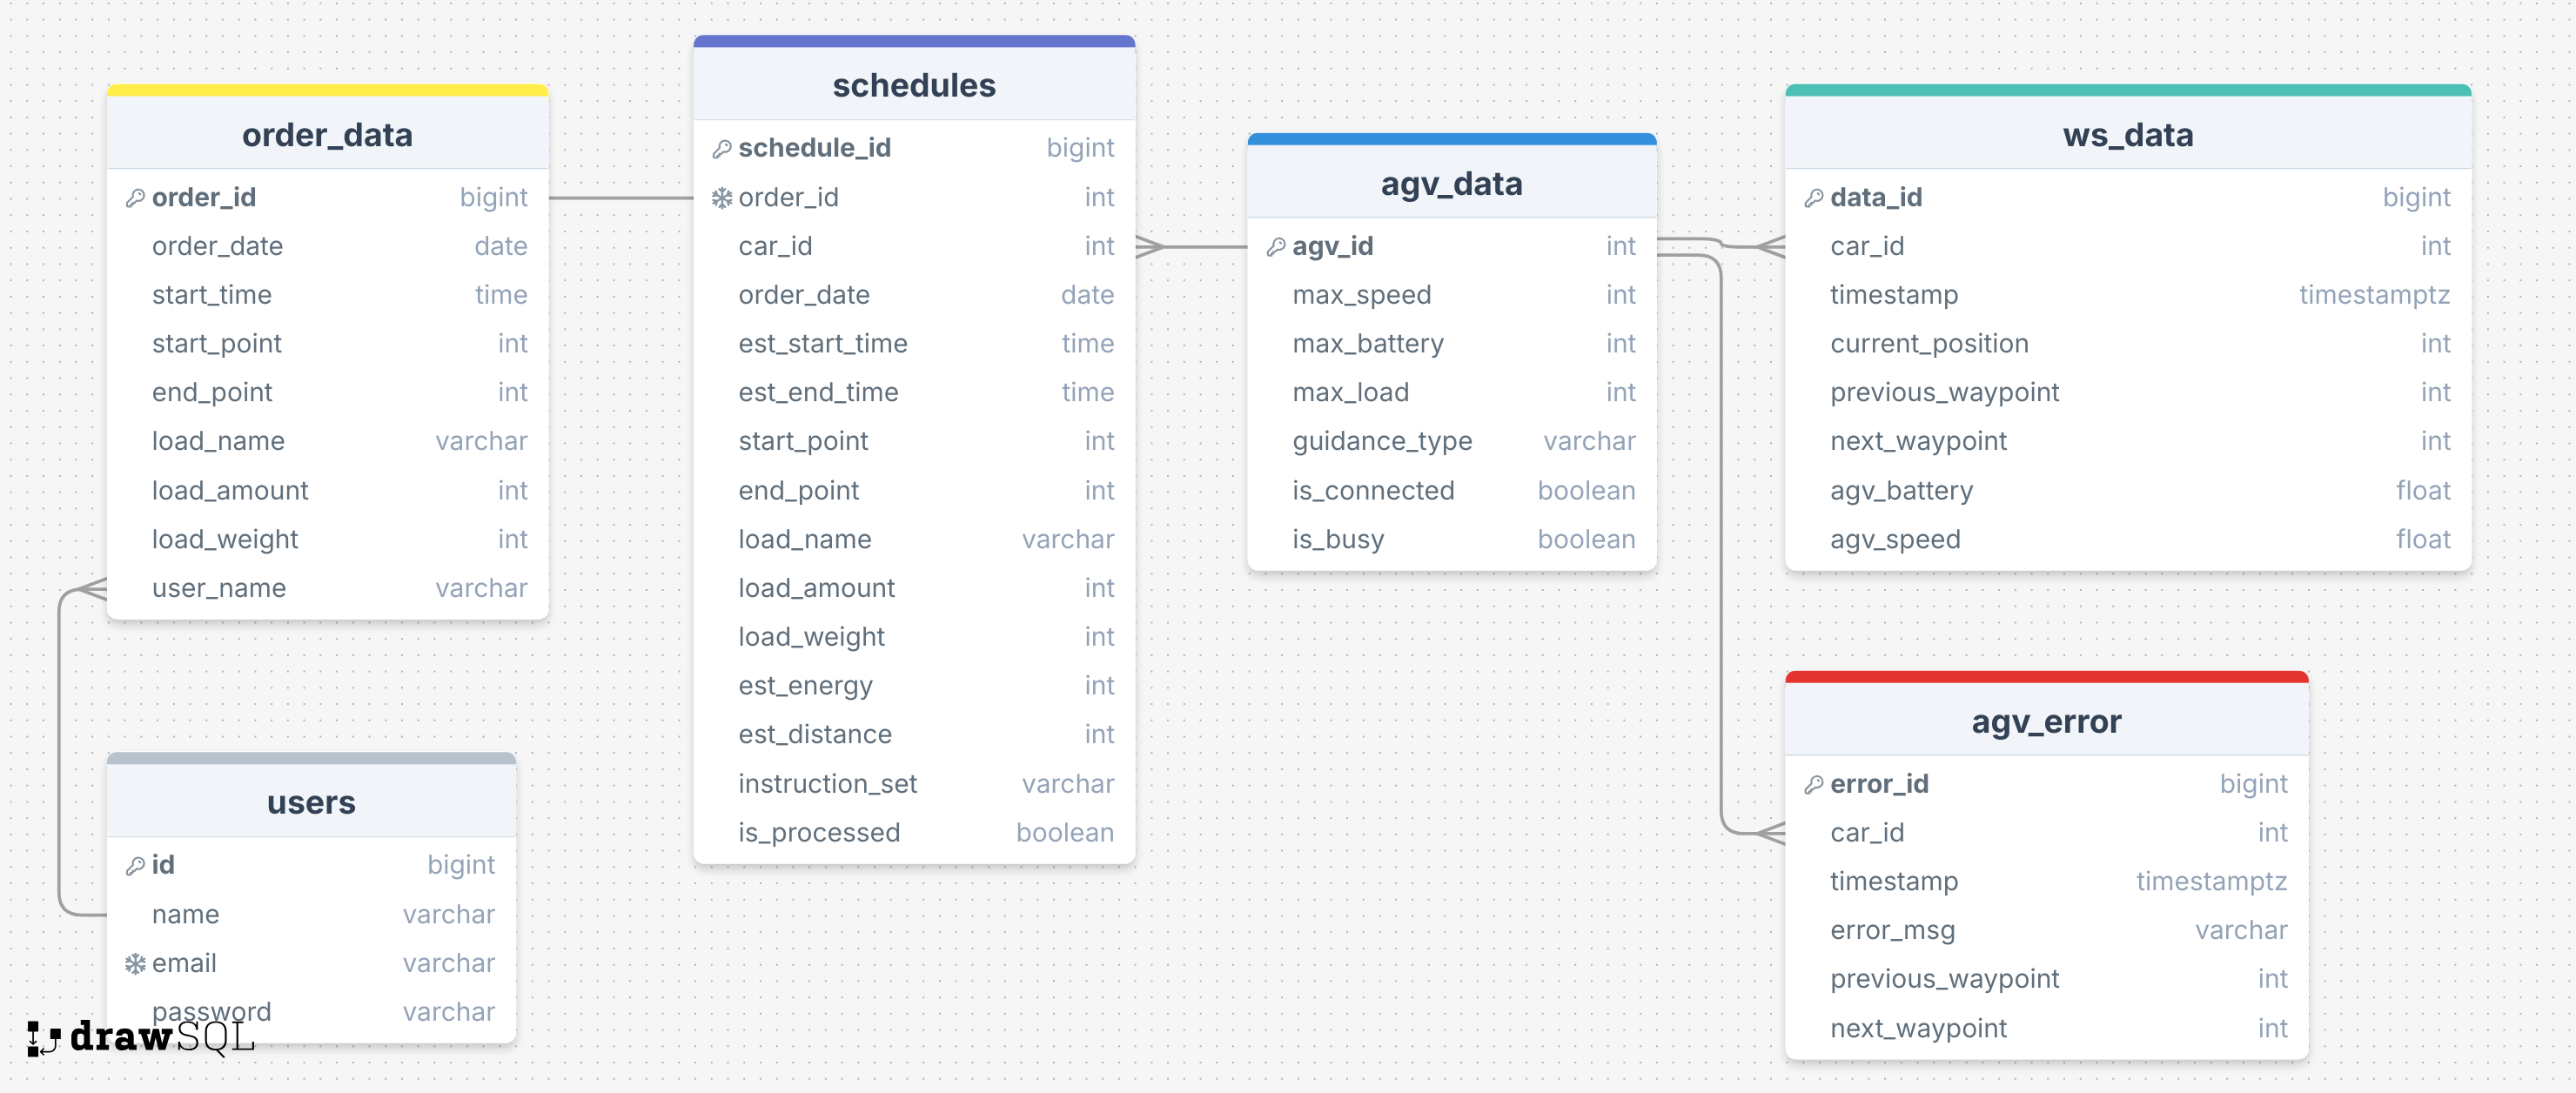 order_data
order_id bigint
order_date date
start_time time
start_point int
end_point int
load_name varchar
load_amount int
load_weight int
user_name varchar
users
id bigint
name varchar
email varchar
password varchar
drawSQL
schedules
schedule_id bigint
order_id int
car_id int
order_date date
est_start_time time
est_end_time time
start_point int
end_point int
load_name varchar
load_amount int
load_weight int
est_energy int
est_distance int
instruction_set varchar
is_processed boolean
agv_data
agv_id int
max_speed int
max_battery int
max_load int
guidance_type varchar
is_connected boolean
is_busy boolean
ws_data
data_id bigint
car_id int
timestamp timestamptz
current_position int
previous_waypoint int
next_waypoint int
agv_battery float
agv_speed float
agv_error
error_id bigint
car_id int
timestamp timestamptz
error_msg varchar
previous_waypoint int
next_waypoint int